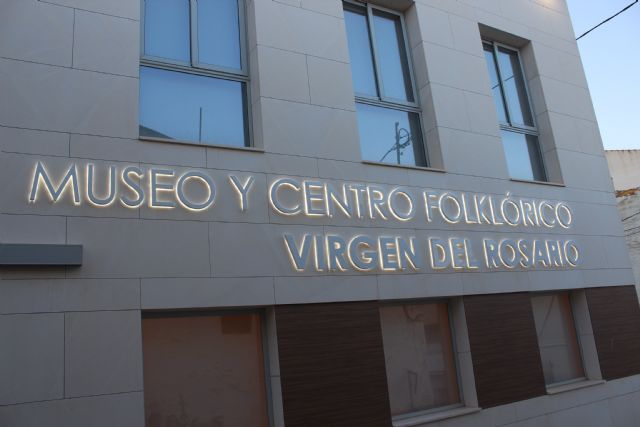 MUSEO Y CENTRO FOLKLÓRICO
VIRGEN DEL ROSARIO